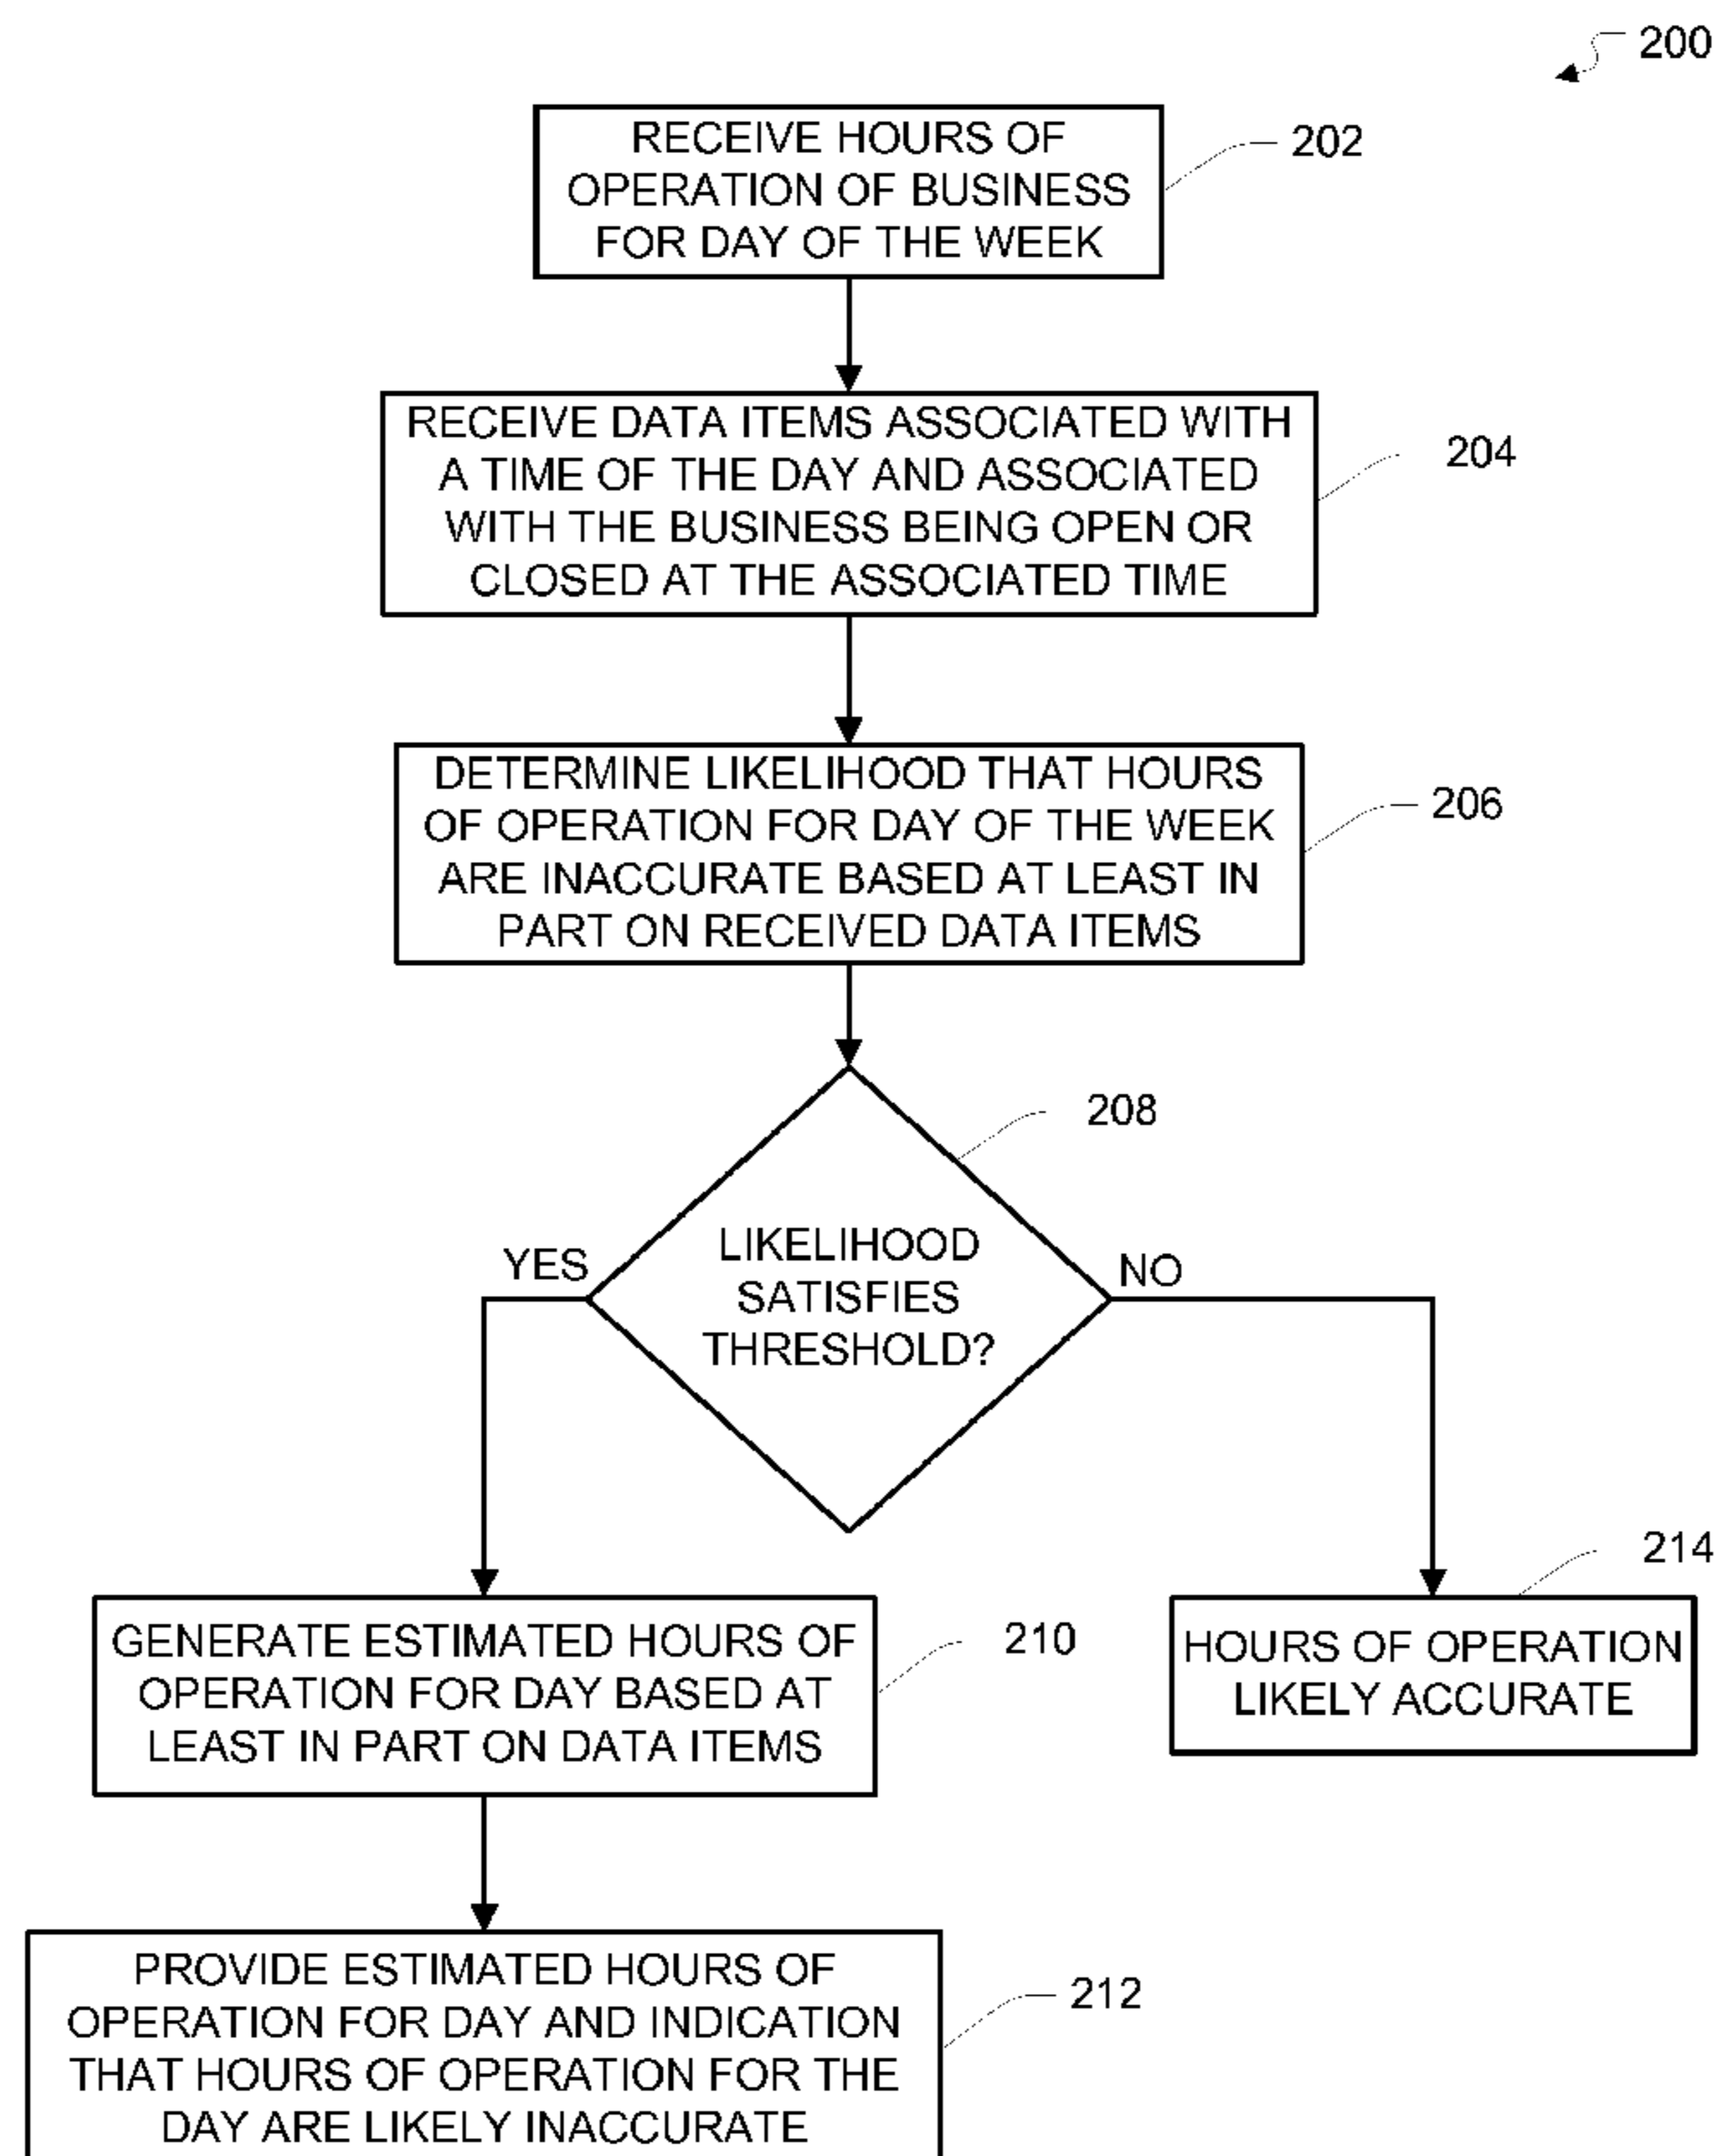 200
RECEIVE HOURS OF
OPERATION OF BUSINESS
FOR DAY OF THE WEEK
202
RECEIVE DATA ITEMS ASSOCIATED WITH
A TIME OF THE DAY AND ASSOCIATED
WITH THE BUSINESS BEING OPEN OR
CLOSED AT THE ASSOCIATED TIME
204
DETERMINE LIKELIHOOD THAT HOURS
OF OPERATION FOR DAY OF THE WEEK
ARE INACCURATE BASED AT LEAST IN
PART ON RECEIVED DATA ITEMS
206
208
LIKELIHOOD
SATISFIES
THRESHOLD?
YES
NO
GENERATE ESTIMATED HOURS OF
OPERATION FOR DAY BASED AT
LEAST IN PART ON DATA ITEMS
210
214
HOURS OF OPERATION
LIKELY ACCURATE
PROVIDE ESTIMATED HOURS OF
OPERATION FOR DAY AND INDICATION
THAT HOURS OF OPERATION FOR THE
DAY ARE LIKELY INACCURATE
212